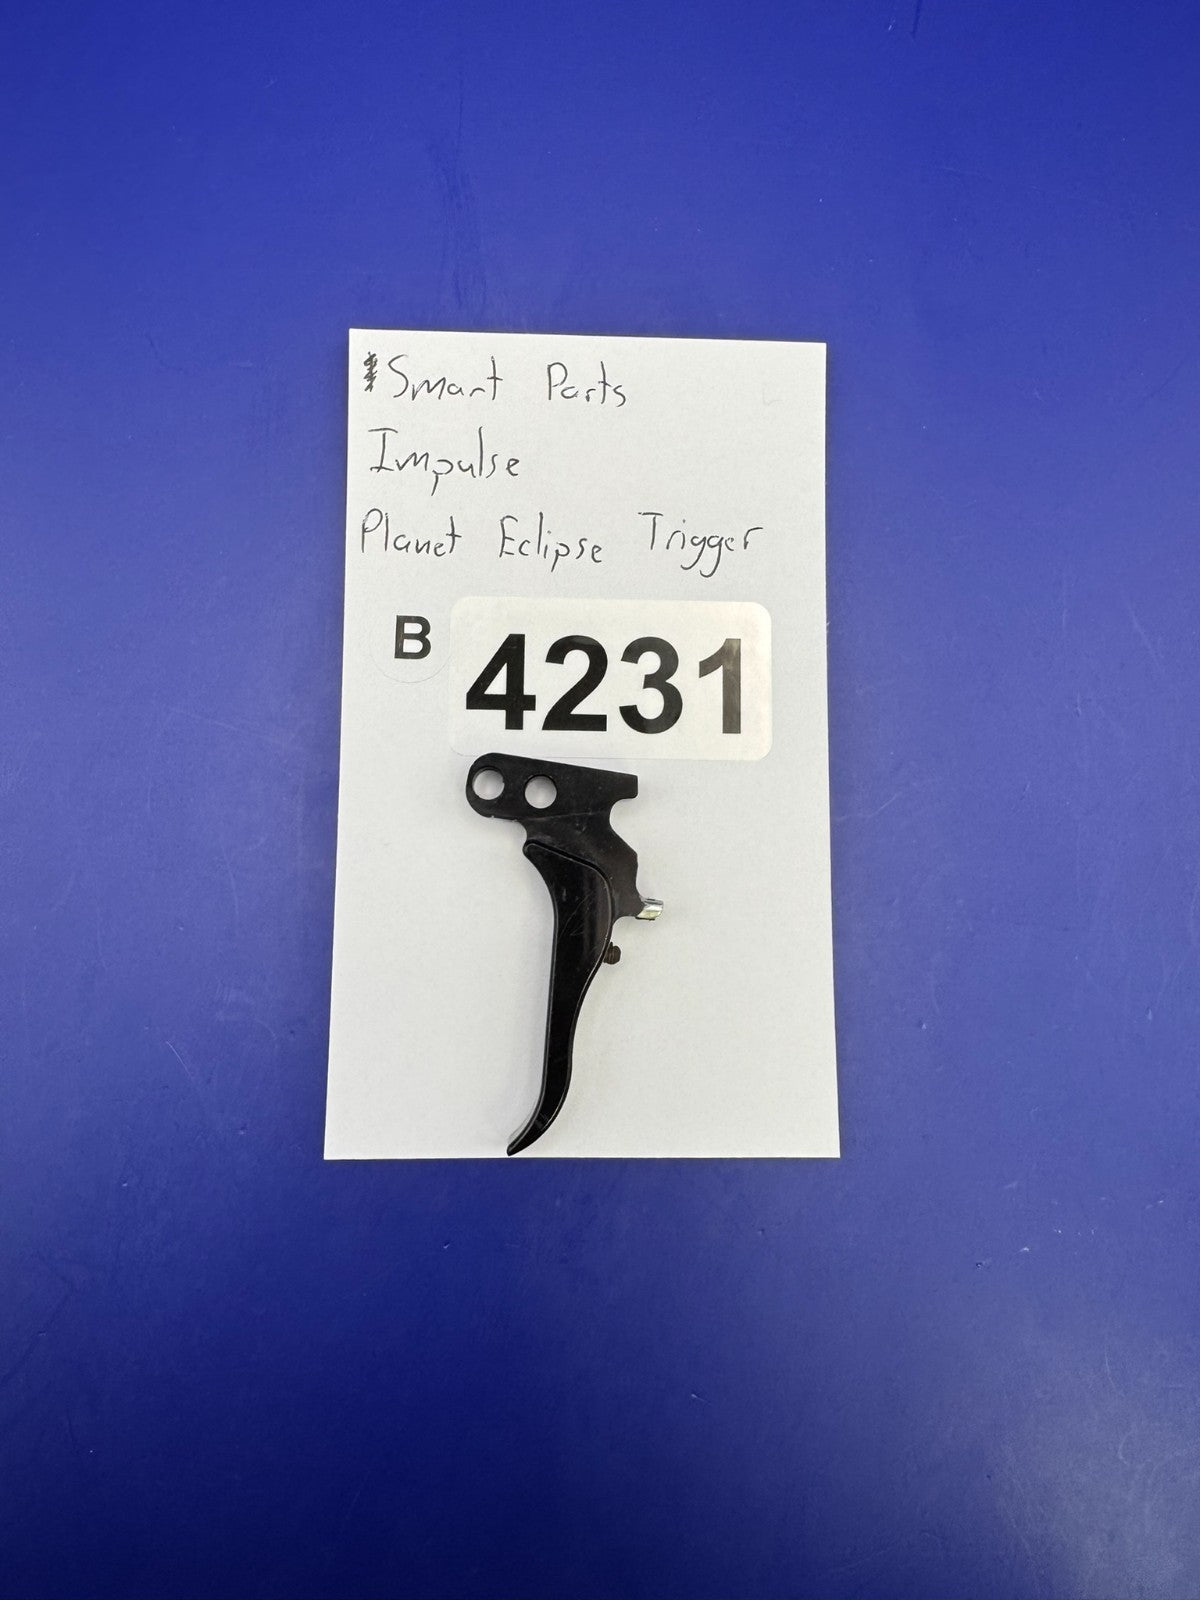 Smart Parts
Impulse
Planet Eclipse Trigger
B 4231